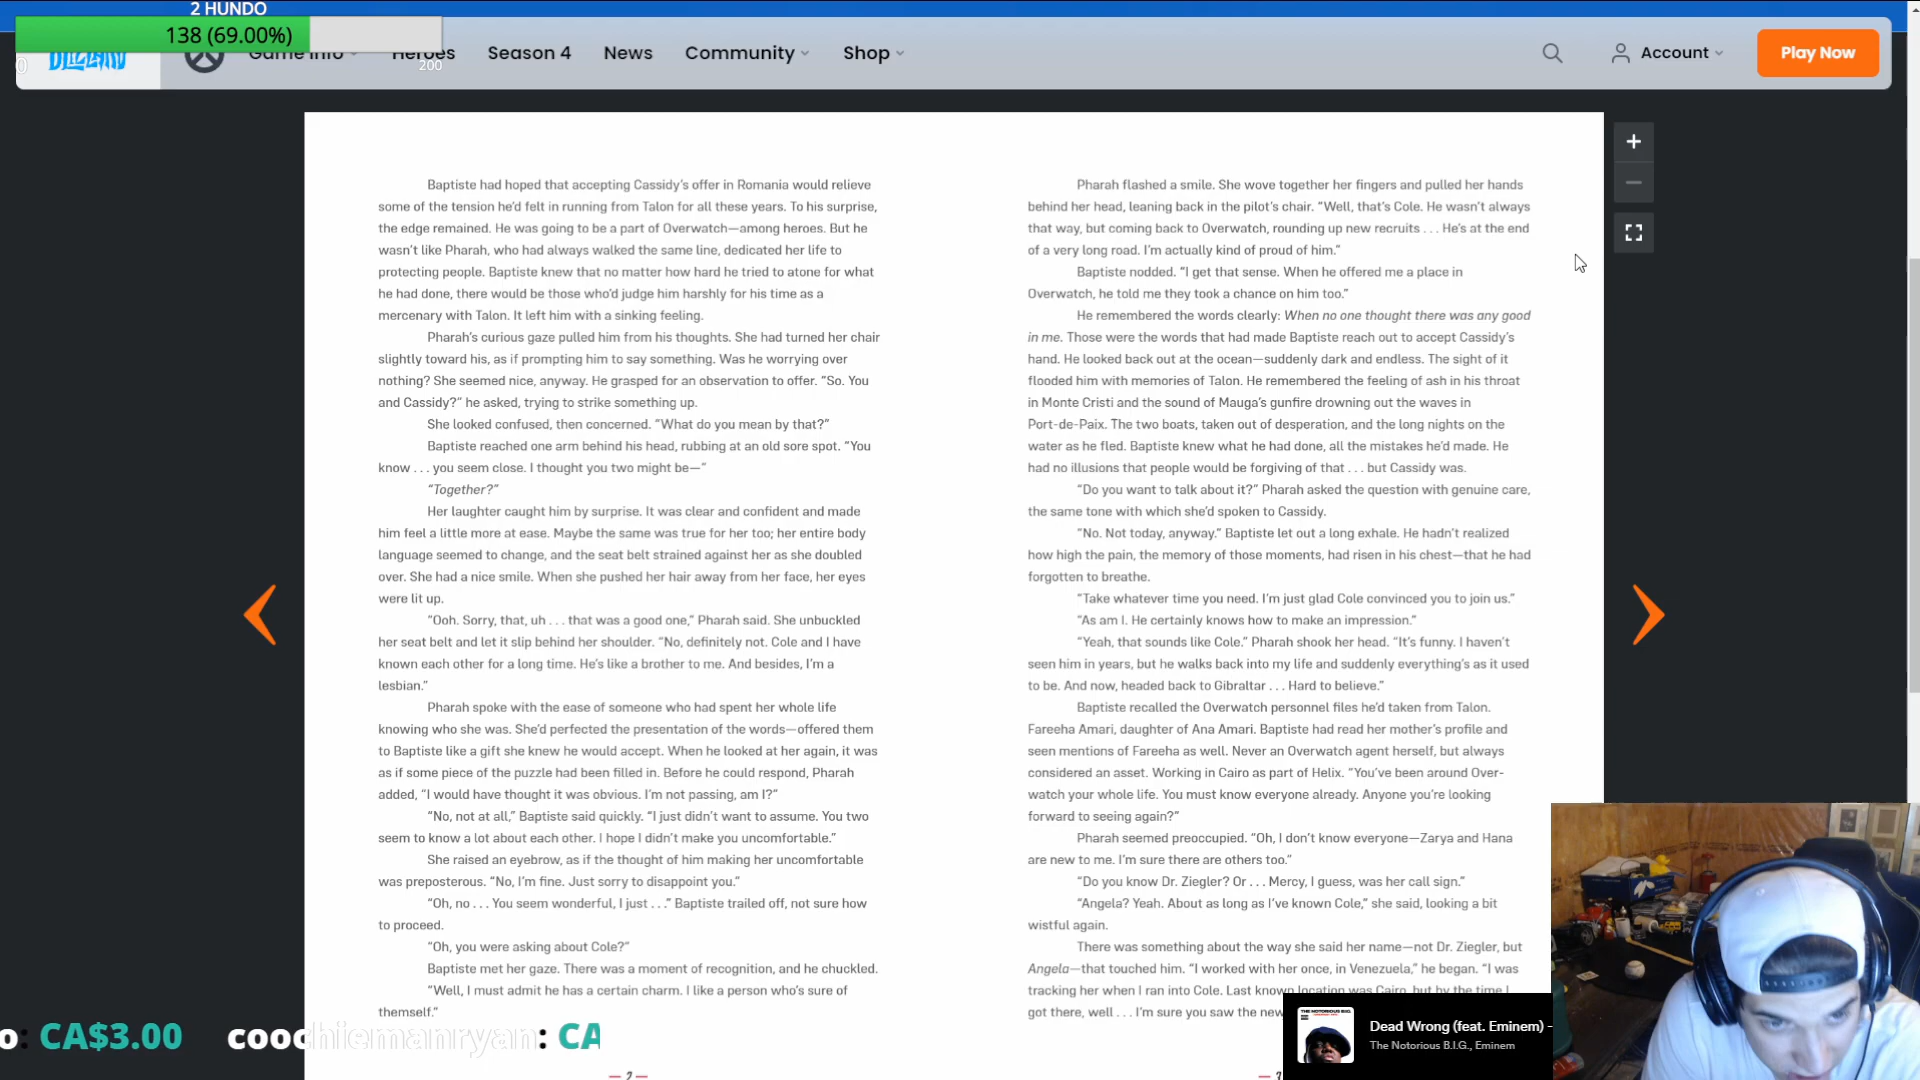 2 HUNDO
138 (69.00%)
0
200
BLIZZARD
Game Info
Heroes
Season 4
News
Community
Shop
Account
Play Now
Baptiste had hoped that accepting Cassidy’s offer in Romania would relieve
some of the tension he’d felt in running from Talon for all these years. To his surprise,
the edge remained. He was going to be a part of Overwatch—among heroes. But he
wasn’t like Pharah, who had always walked the same line, dedicated her life to
protecting people. Baptiste knew that no matter how hard he tried to atone for what
he had done, there would be those who’d judge him harshly for his time as a
mercenary with Talon. It left him with a sinking feeling.
Pharah’s curious gaze pulled him from his thoughts. She had turned her chair
slightly toward his, as if prompting him to say something. Was he worrying over
nothing? She seemed nice, anyway. He grasped for an observation to offer. “So. You
and Cassidy?” he asked, trying to strike something up.
She looked confused, then concerned. “What do you mean by that?”
Baptiste reached one arm behind his head, rubbing at an old sore spot. “You
know . . . you seem close. I thought you two might be—”
“Together?”
Her laughter caught him by surprise. It was clear and confident and made
him feel a little more at ease. Maybe the same was true for her too; her entire body
language seemed to change, and the seat belt strained against her as she doubled
over. She had a nice smile. When she pushed her hair away from her face, her eyes
were lit up.
“Ooh. Sorry, that, uh . . . that was a good one,” Pharah said. She unbuckled
her seat belt and let it slip behind her shoulder. “No, definitely not. Cole and I have
known each other for a long time. He’s like a brother to me. And besides, I’m a
lesbian.”
Pharah spoke with the ease of someone who had spent her whole life
knowing who she was. She’d perfected the presentation of the words—offered them
to Baptiste like a gift she knew he would accept. When he looked at her again, it was
as if some piece of the puzzle had been filled in. Before he could respond, Pharah
added, “I would have thought it was obvious. I’m not passing, am I?”
“No, not at all,” Baptiste said quickly. “I just didn’t want to assume. You two
seem to know a lot about each other. I hope I didn’t make you uncomfortable.”
She raised an eyebrow, as if the thought of him making her uncomfortable
was preposterous. “No, I’m fine. Just sorry to disappoint you.”
“Oh, no . . . You seem wonderful, I just . . .” Baptiste trailed off, not sure how
to proceed.
“Oh, you were asking about Cole?”
Baptiste met her gaze. There was a moment of recognition, and he chuckled.
“Well, I must admit he has a certain charm. I like a person who’s sure of
themself.”
— 2 —
Pharah flashed a smile. She wove together her fingers and pulled her hands
behind her head, leaning back in the pilot’s chair. “Well, that’s Cole. He wasn’t always
that way, but coming back to Overwatch, rounding up new recruits . . . He’s at the end
of a very long road. I’m actually kind of proud of him.”
Baptiste nodded. “I get that sense. When he offered me a place in
Overwatch, he told me they took a chance on him too.”
He remembered the words clearly: When no one thought there was any good
in me. Those were the words that had made Baptiste reach out to accept Cassidy’s
hand. He looked back out at the ocean—suddenly dark and endless. The sight of it
flooded him with memories of Talon. He remembered the feeling of ash in his throat
in Monte Cristi and the sound of Mauga’s gunfire drowning out the waves in
Port-de-Paix. The two boats, taken out of desperation, and the long nights on the
water as he fled. Baptiste knew what he had done, all the mistakes he’d made. He
had no illusions that people would be forgiving of that . . . but Cassidy was.
“Do you want to talk about it?” Pharah asked the question with genuine care,
the same tone with which she’d spoken to Cassidy.
“No. Not today, anyway.” Baptiste let out a long exhale. He hadn’t realized
how high the pain, the memory of those moments, had risen in his chest—that he had
forgotten to breathe.
“Take whatever time you need. I’m just glad Cole convinced you to join us.”
“As am I. He certainly knows how to make an impression.”
“Yeah, that sounds like Cole.” Pharah shook her head. “It’s funny. I haven’t
seen him in years, but he walks back into my life and suddenly everything’s as it used
to be. And now, headed back to Gibraltar . . . Hard to believe.”
Baptiste recalled the Overwatch personnel files he’d taken from Talon.
Fareeha Amari, daughter of Ana Amari. Baptiste had read her mother’s profile and
seen mentions of Fareeha as well. Never an Overwatch agent herself, but always
considered an asset. Working in Cairo as part of Helix. “You’ve been around Over-
watch your whole life. You must know everyone already. Anyone you’re looking
forward to seeing again?”
Pharah seemed preoccupied. “Oh, I don’t know everyone—Zarya and Hana
are new to me. I’m sure there are others too.”
“Do you know Dr. Ziegler? Or . . . Mercy, I guess, was her call sign.”
“Angela? Yeah. About as long as I’ve known Cole,” she said, looking a bit
wistful again.
There was something about the way she said her name—not Dr. Ziegler, but
Angela—that touched him. “I worked with her once, in Venezuela,” he began. “I was
tracking her when I ran into Cole. Last known location was Cairo, but by the time I
got there, well . . . I’m sure you saw the new
o: CA$3.00 coochiemanryan: CA
Dead Wrong (feat. Eminem) -
The Notorious B.I.G., Eminem